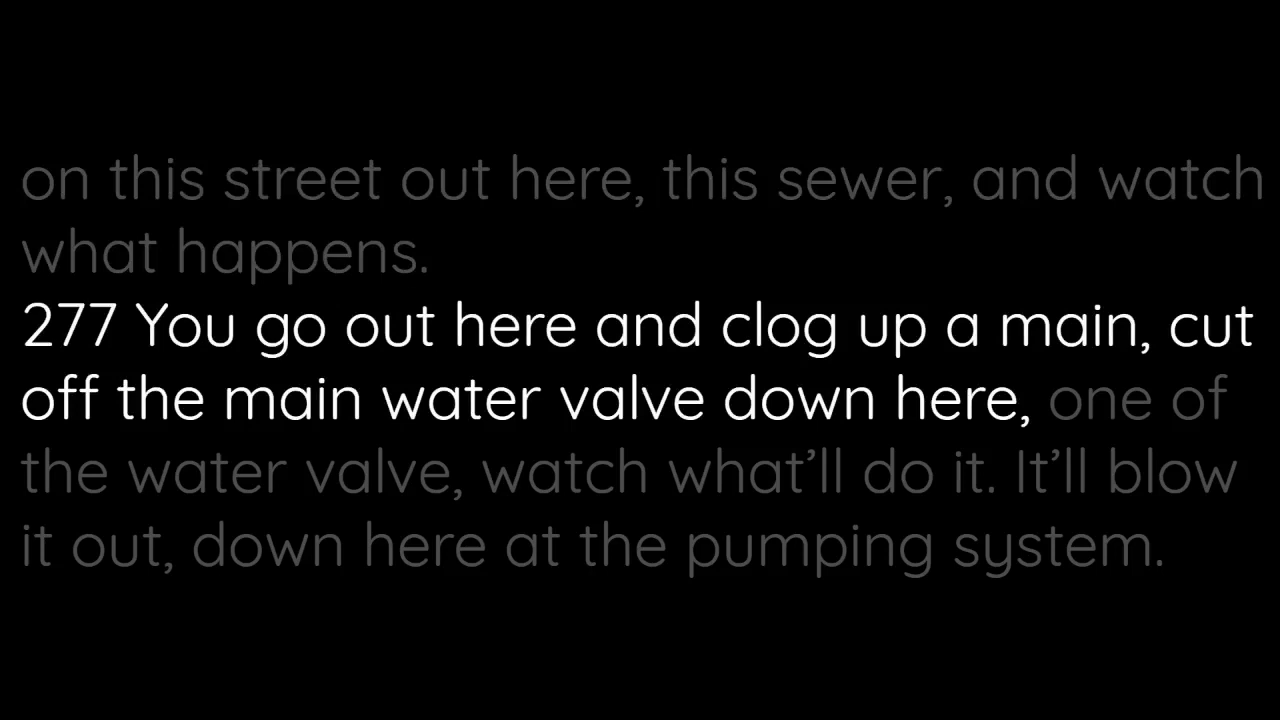 on this street out here, this sewer, and watch
what happens.
277 You go out here and clog up a main, cut
off the main water valve down here, one of
the water valve, watch what’ll do it. It’ll blow
it out, down here at the pumping system.